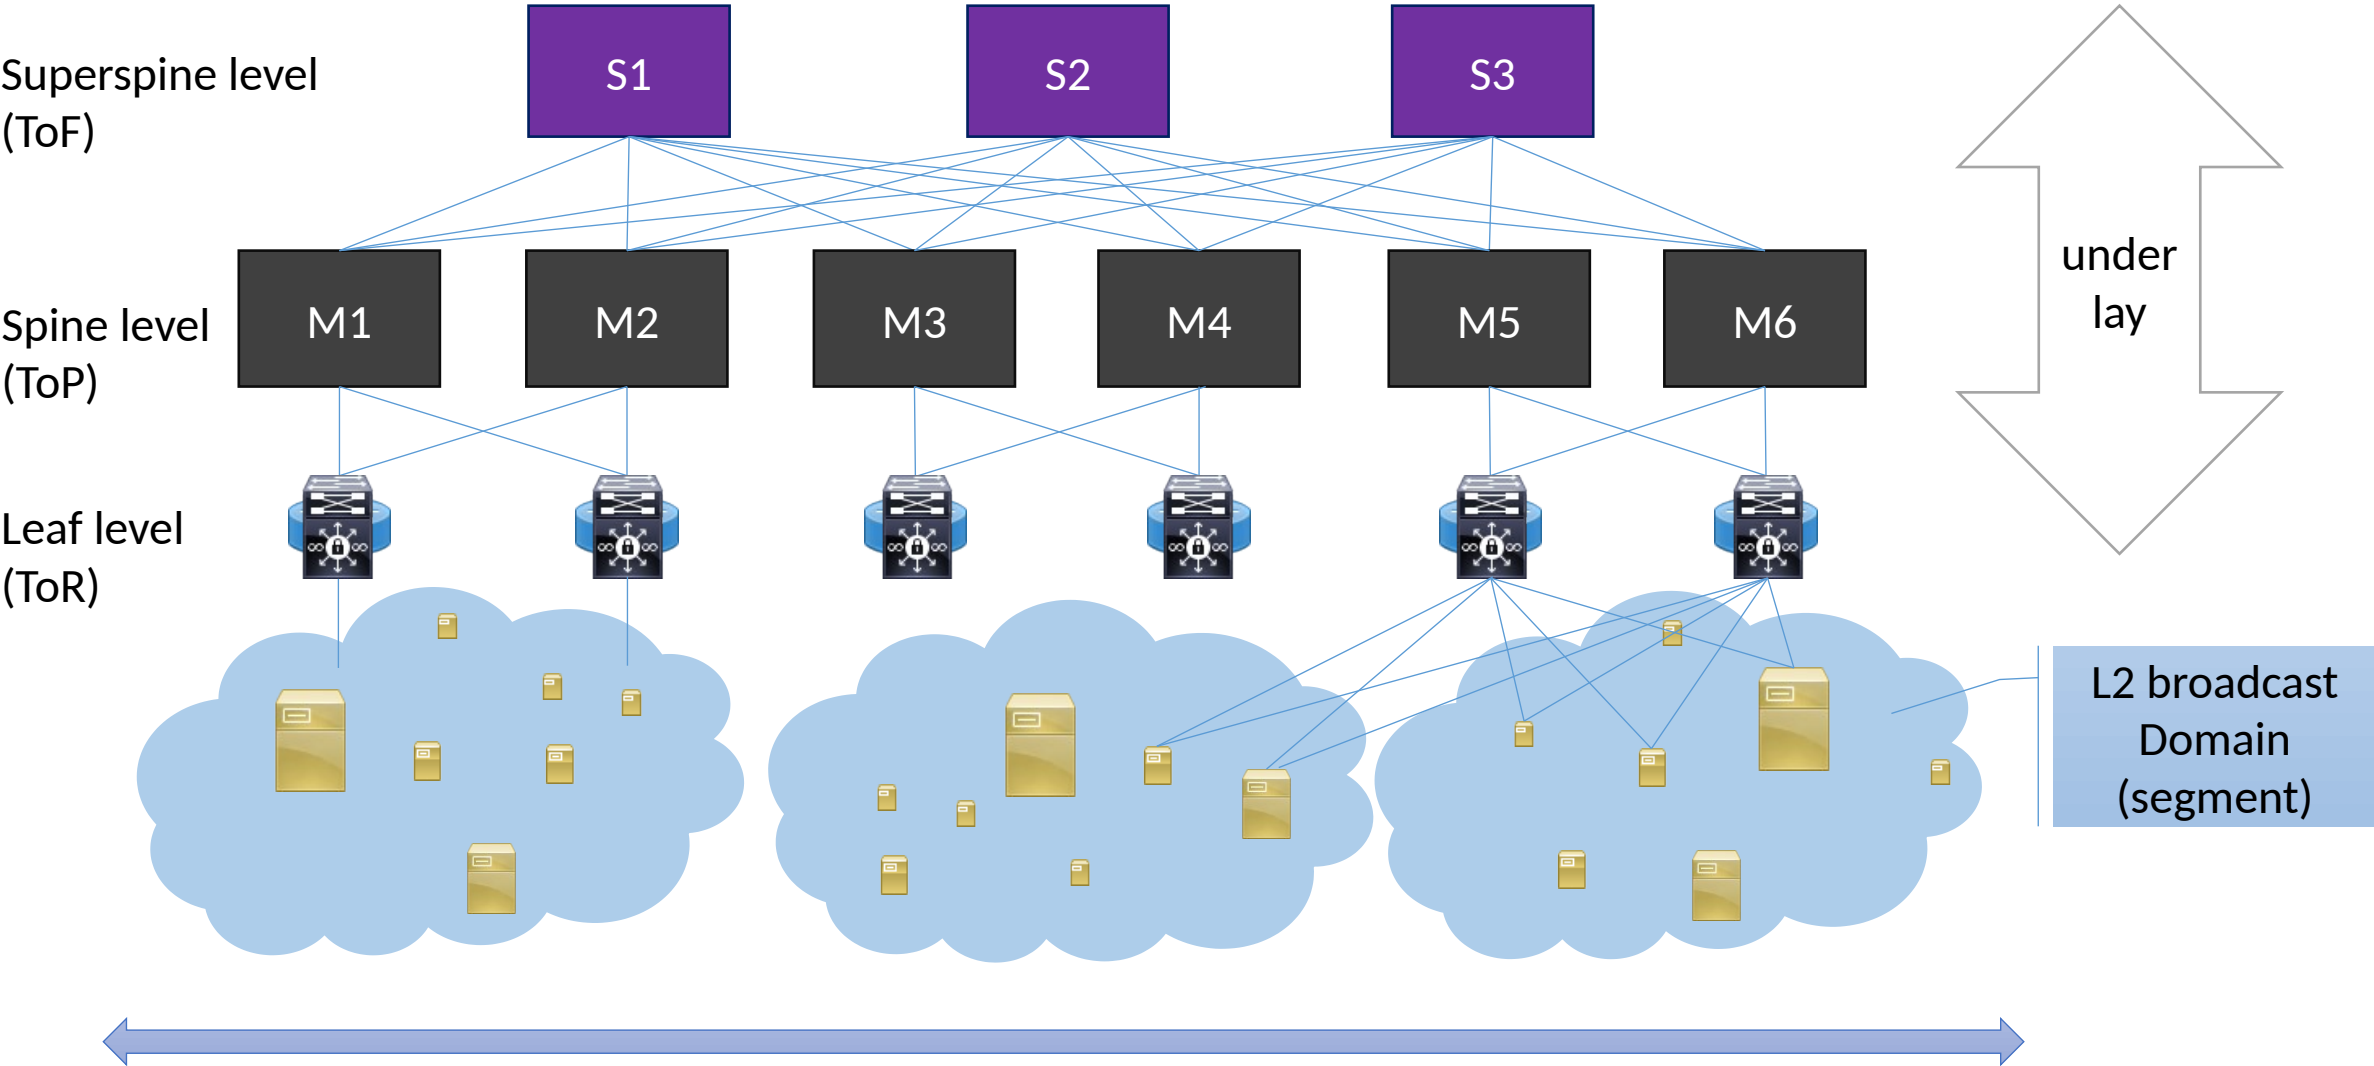 S1
S2
S3
Superspine level
(ToF)
under
lay
M1
M2
M3
M4
M5
M6
Spine level
(ToP)
Leaf level
(ToR)
L2 broadcast
Domain
(segment)